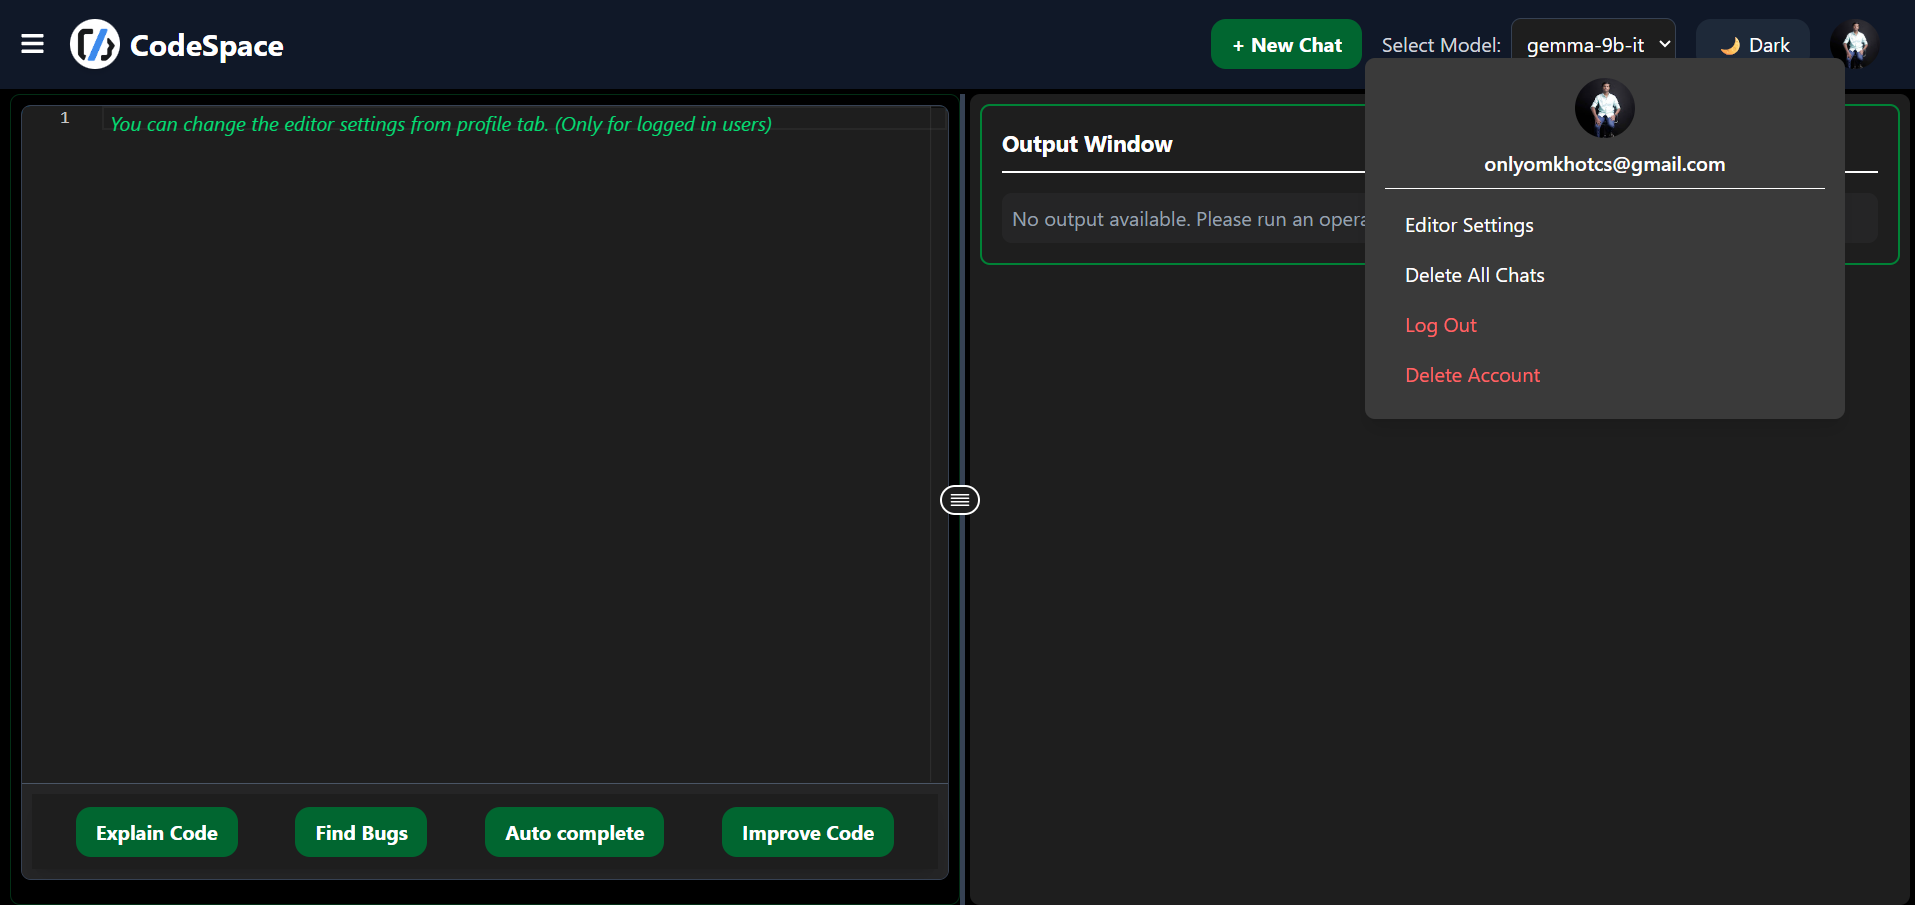 CodeSpace
+ New Chat
Select Model:
gemma-9b-it
Dark
1
You can change the editor settings from profile tab. (Only for logged in users)
Explain Code
Find Bugs
Auto complete
Improve Code
Output Window
No output available. Please run an opera
onlyomkhotcs@gmail.com
Editor Settings
Delete All Chats
Log Out
Delete Account